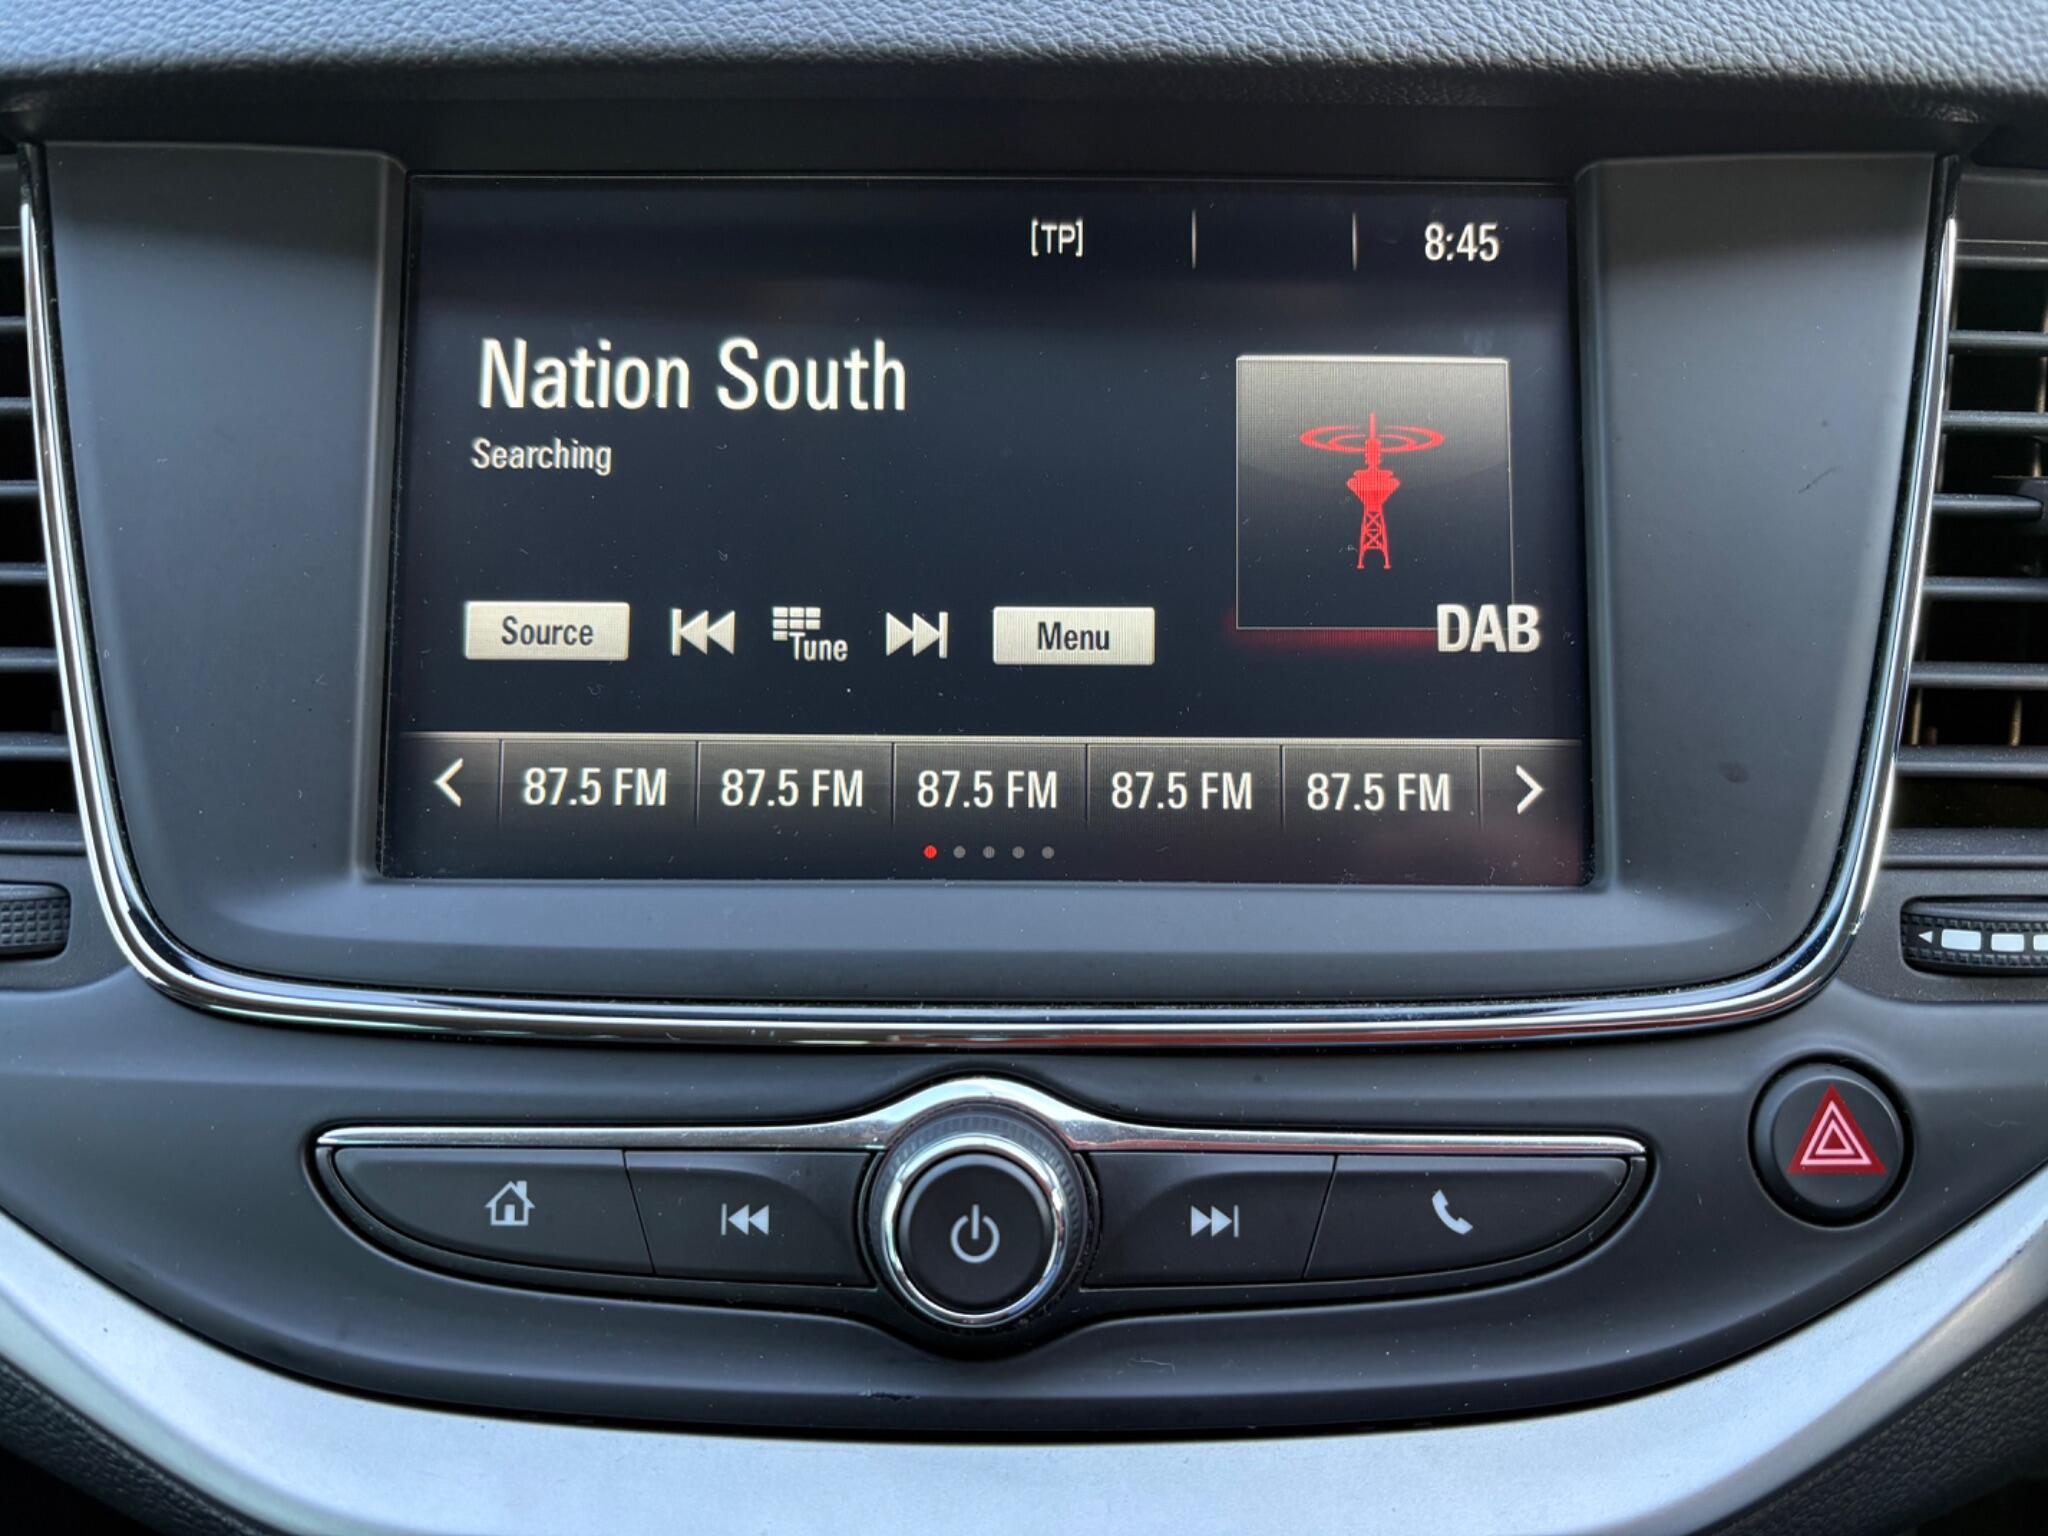 [TP] 8:45
Nation South
Searching
Source Tune Menu
DAB
87.5 FM 87.5 FM 87.5 FM 87.5 FM 87.5 FM